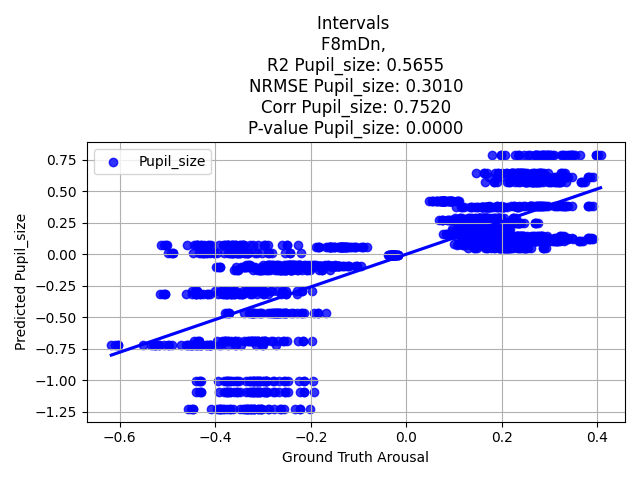 Intervals
F8mDn,
R2 Pupil_size: 0.5655
NRMSE Pupil_size: 0.3010
Corr Pupil_size: 0.7520
P-value Pupil_size: 0.0000
Pupil_size
Predicted Pupil_size
0.75
0.50
0.25
0.00
−0.25
−0.50
−0.75
−1.00
−1.25
−0.6
−0.4
−0.2
0.0
0.2
0.4
Ground Truth Arousal